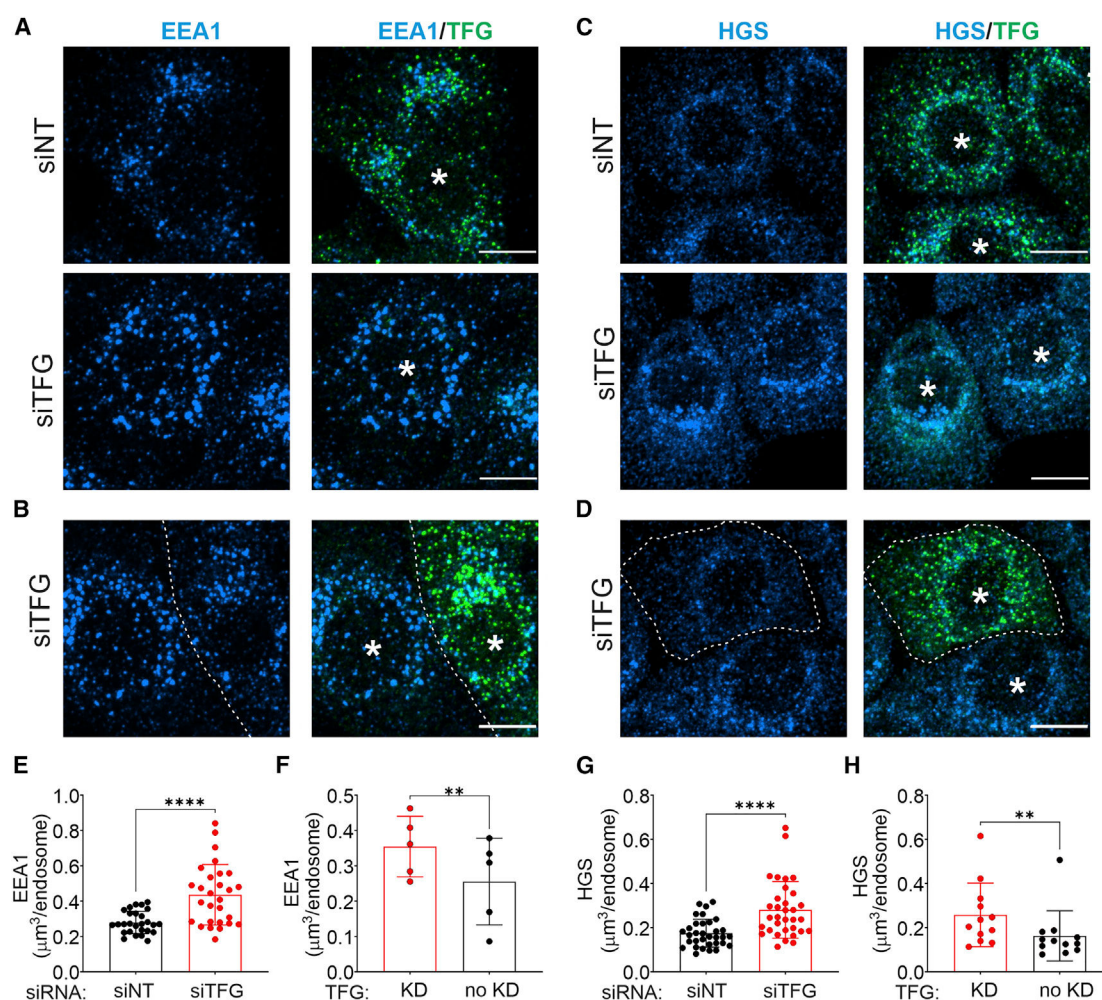 A EEA1 EEA1/TFG C HGS HGS/TFG
siNT * siNT * *
siTFG * siTFG * *
B D
siTFG * * siTFG * *
E F G H
EEA1 (μm³/endosome)
1.0
0.8
0.6
0.4
0.2
0.0
****
siRNA: siNT siTFG
EEA1 (μm³/endosome)
0.5
0.4
0.3
0.2
0.1
0.0
**
TFG: KD no KD
HGS (μm³/endosome)
0.8
0.6
0.4
0.2
0.0
****
siRNA: siNT siTFG
HGS (μm³/endosome)
0.8
0.6
0.4
0.2
0.0
**
TFG: KD no KD